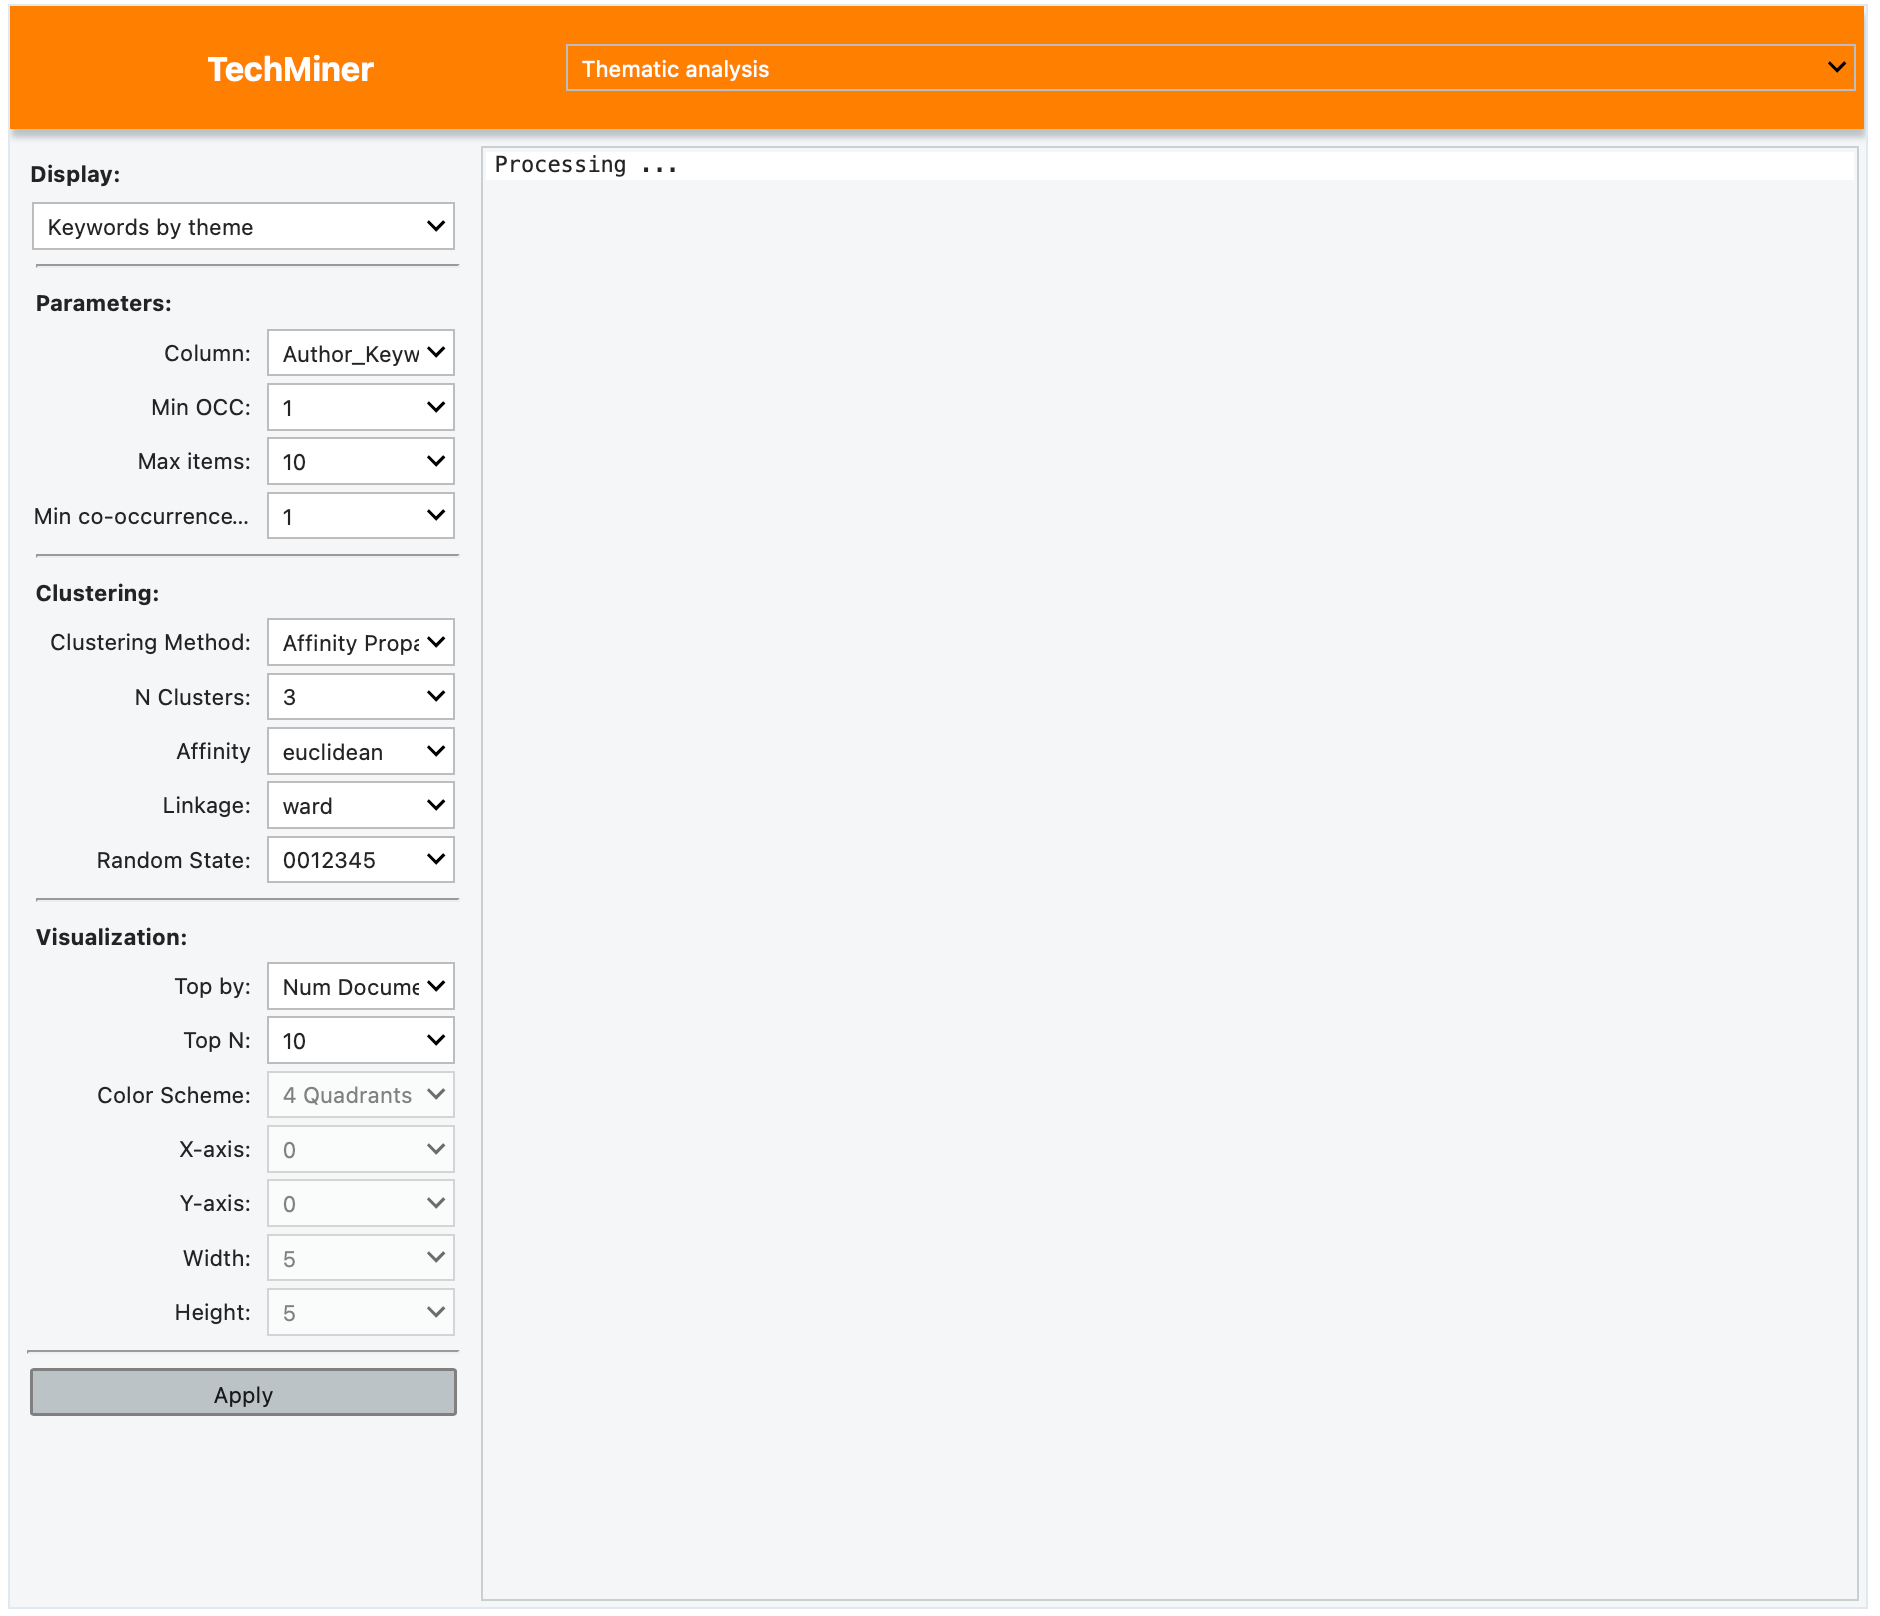 TechMiner
Thematic analysis
Display:
Keywords by theme
Parameters:
Column: Author_Keyw
Min OCC: 1
Max items: 10
Min co-occurrence... 1
Clustering:
Clustering Method: Affinity Propa
N Clusters: 3
Affinity euclidean
Linkage: ward
Random State: 0012345
Visualization:
Top by: Num Docume
Top N: 10
Color Scheme: 4 Quadrants
X-axis: 0
Y-axis: 0
Width: 5
Height: 5
Apply
Processing ...